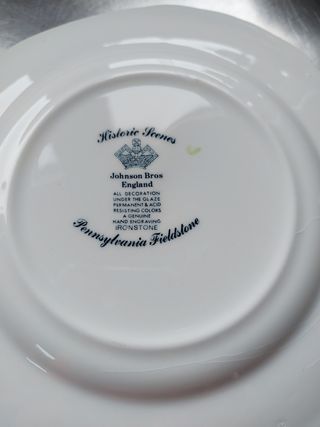 Historic Scenes
Johnson Bros
England
ALL DECORATION
UNDER THE GLAZE
PERMANENT & ACID
RESISTING COLORS
A GENUINE
HAND ENGRAVING
IRONSTONE
Pennsylvania Fieldstone